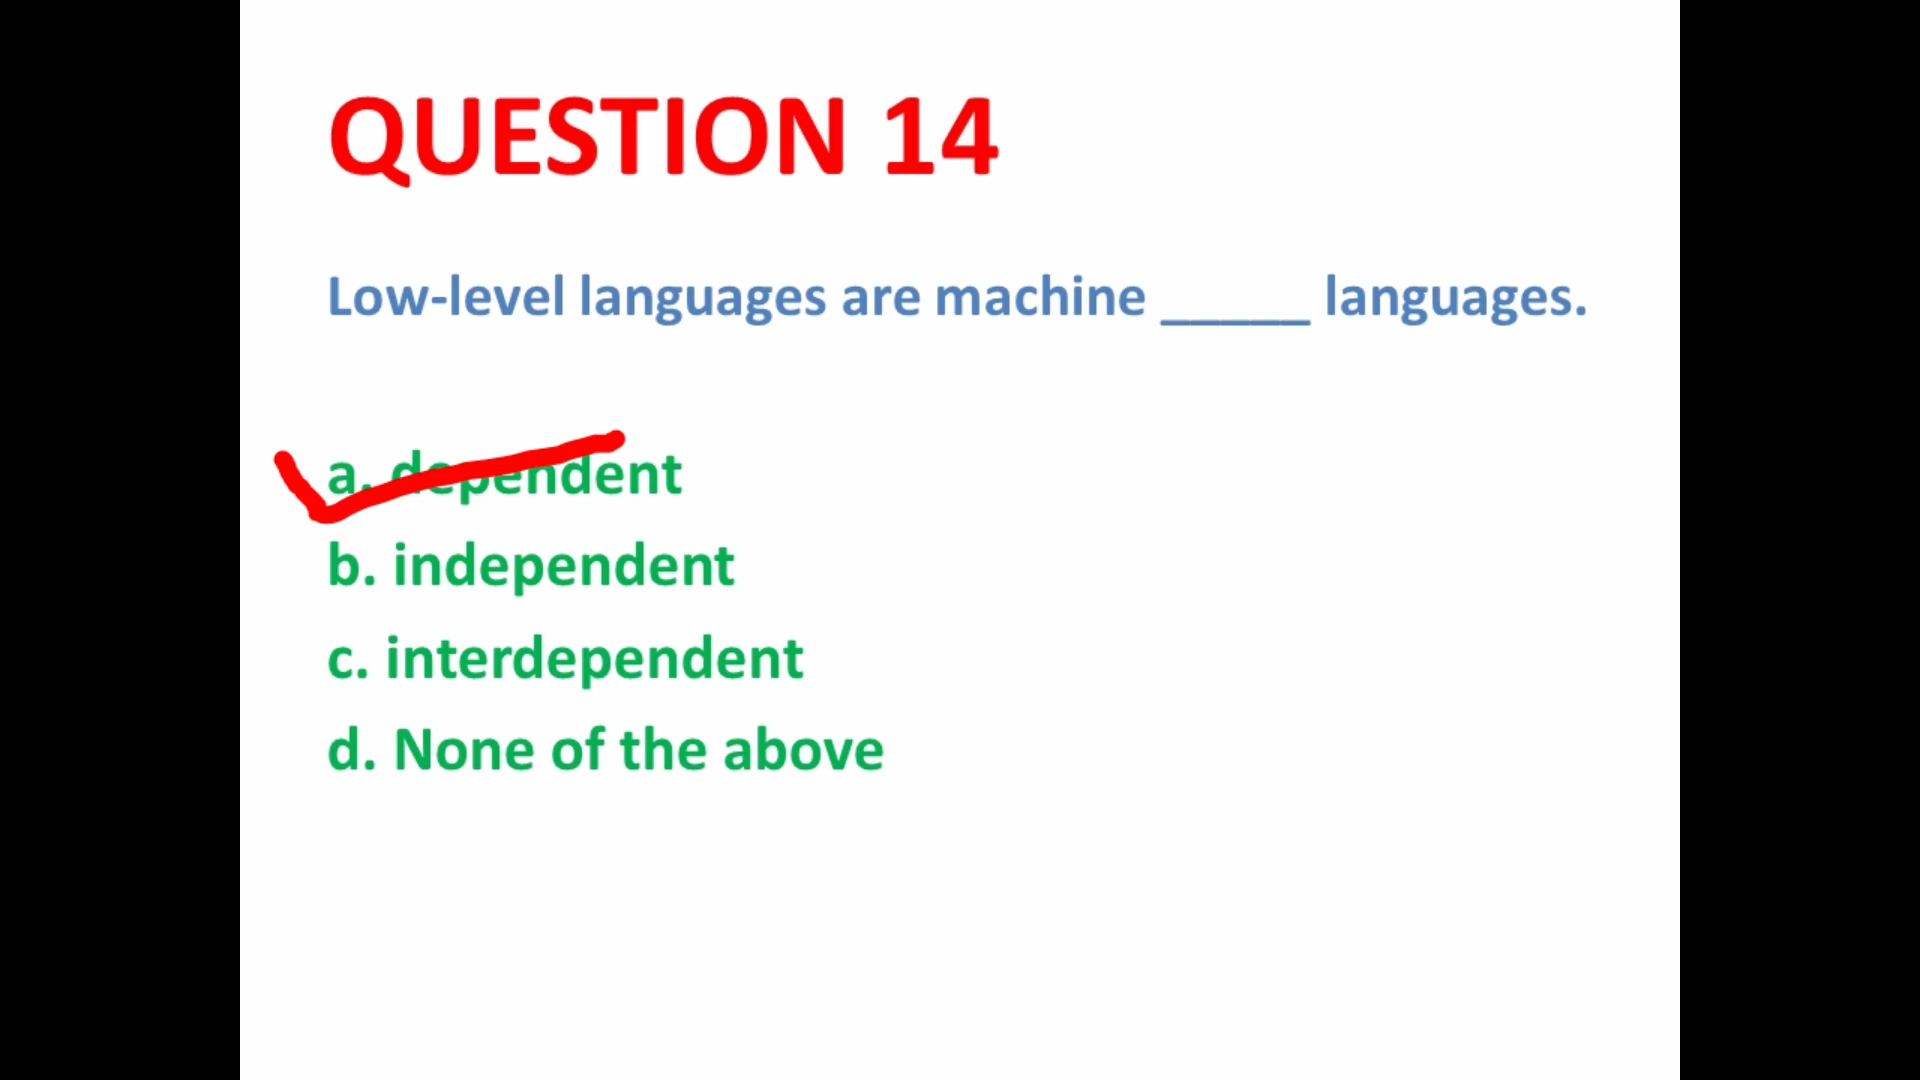 QUESTION 14
Low-level languages are machine _____ languages.
a. dependent
b. independent
c. interdependent
d. None of the above